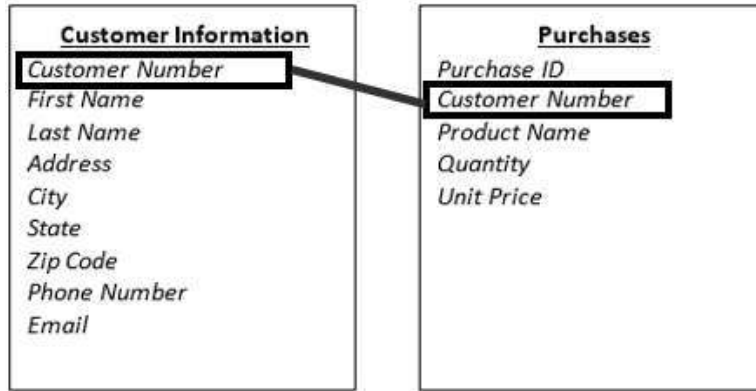 Customer Information
Customer Number
First Name
Last Name
Address
City
State
Zip Code
Phone Number
Email
Purchases
Purchase ID
Customer Number
Product Name
Quantity
Unit Price